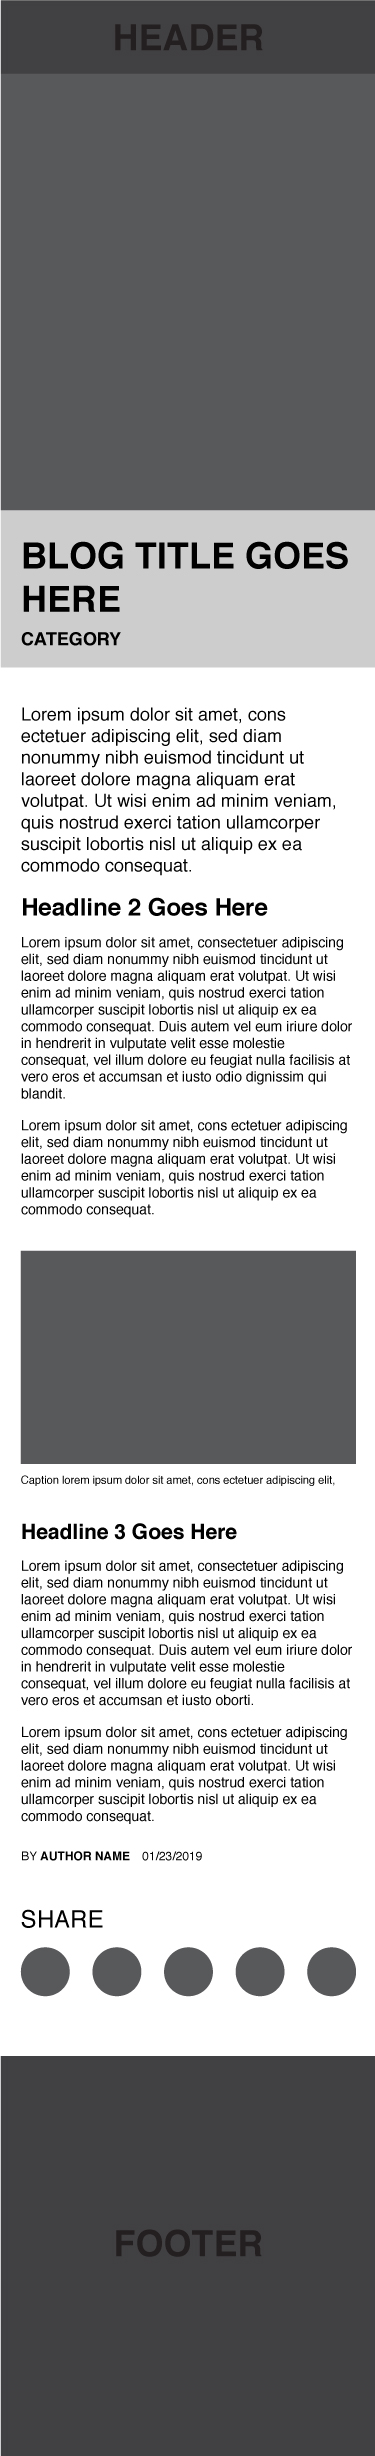 HEADER
BLOG TITLE GOES
HERE
CATEGORY
Lorem ipsum dolor sit amet, cons
ectetuer adipiscing elit, sed diam
nonummy nibh euismod tincidunt ut
laoreet dolore magna aliquam erat
volutpat. Ut wisi enim ad minim veniam,
quis nostrud exerci tation ullamcorper
suscipit lobortis nisl ut aliquip ex ea
commodo consequat.
Headline 2 Goes Here
Lorem ipsum dolor sit amet, consectetuer adipiscing
elit, sed diam nonummy nibh euismod tincidunt ut
laoreet dolore magna aliquam erat volutpat. Ut wisi
enim ad minim veniam, quis nostrud exerci tation
ullamcorper suscipit lobortis nisl ut aliquip ex ea
commodo consequat. Duis autem vel eum iriure dolor
in hendrerit in vulputate velit esse molestie
consequat, vel illum dolore eu feugiat nulla facilisis at
vero eros et accumsan et iusto odio dignissim qui
blandit.
Lorem ipsum dolor sit amet, cons ectetuer adipiscing
elit, sed diam nonummy nibh euismod tincidunt ut
laoreet dolore magna aliquam erat volutpat. Ut wisi
enim ad minim veniam, quis nostrud exerci tation
ullamcorper suscipit lobortis nisl ut aliquip ex ea
commodo consequat.
Caption lorem ipsum dolor sit amet, cons ectetuer adipiscing elit,
Headline 3 Goes Here
Lorem ipsum dolor sit amet, consectetuer adipiscing
elit, sed diam nonummy nibh euismod tincidunt ut
laoreet dolore magna aliquam erat volutpat. Ut wisi
enim ad minim veniam, quis nostrud exerci tation
ullamcorper suscipit lobortis nisl ut aliquip ex ea
commodo consequat. Duis autem vel eum iriure dolor
in hendrerit in vulputate velit esse molestie
consequat, vel illum dolore eu feugiat nulla facilisis at
vero eros et accumsan et iusto oborti.
Lorem ipsum dolor sit amet, cons ectetuer adipiscing
elit, sed diam nonummy nibh euismod tincidunt ut
laoreet dolore magna aliquam erat volutpat. Ut wisi
enim ad minim veniam, quis nostrud exerci tation
ullamcorper suscipit lobortis nisl ut aliquip ex ea
commodo consequat.
BY AUTHOR NAME 01/23/2019
SHARE
FOOTER